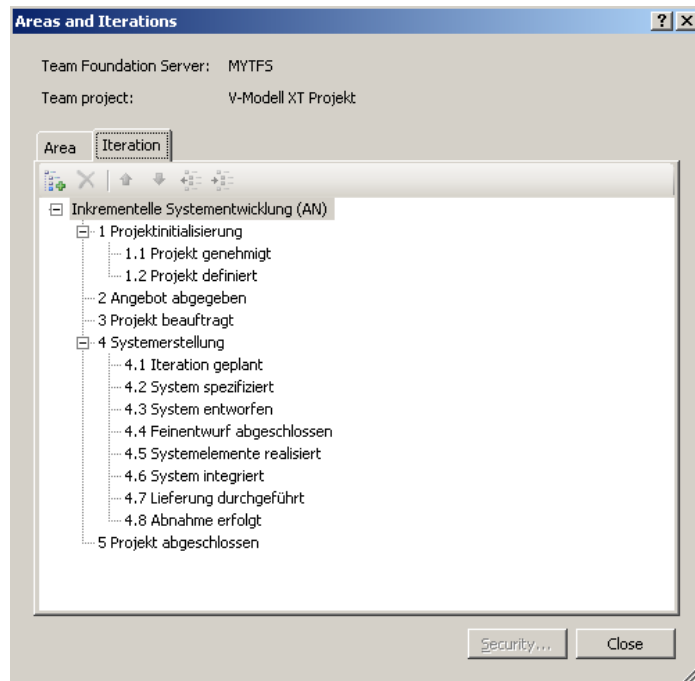 Areas and Iterations
Team Foundation Server: MYTFS
Team project: V-Modell XT Projekt
Area Iteration
Inkrementelle Systementwicklung (AN)
1 Projektinitialisierung
1.1 Projekt genehmigt
1.2 Projekt definiert
2 Angebot abgegeben
3 Projekt beauftragt
4 Systemerstellung
4.1 Iteration geplant
4.2 System spezifiziert
4.3 System entworfen
4.4 Feinentwurf abgeschlossen
4.5 Systemelemente realisiert
4.6 System integriert
4.7 Lieferung durchgeführt
4.8 Abnahme erfolgt
5 Projekt abgeschlossen
Security... Close